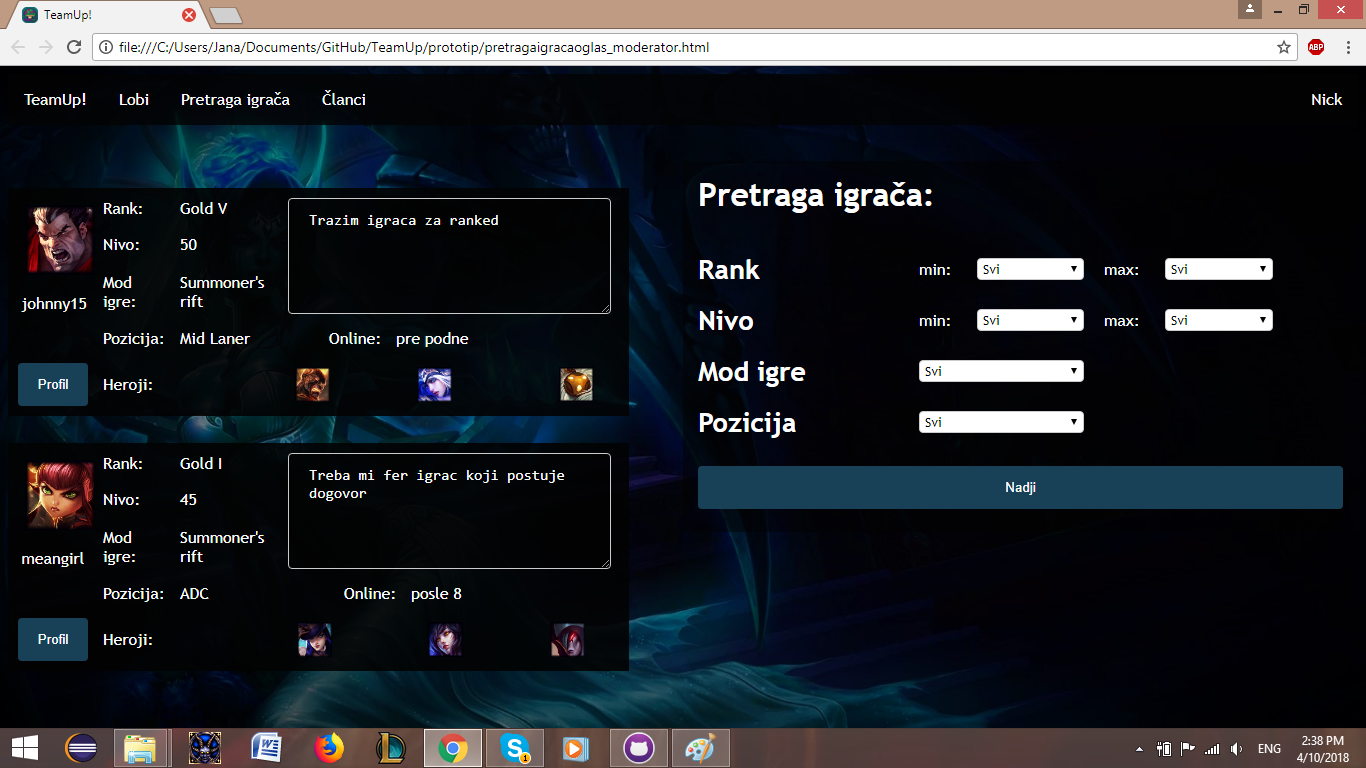 TeamUp!
file:///C:/Users/Jana/Documents/GitHub/TeamUp/prototip/pretragaigracaoglas_moderator.html
ABP
TeamUp! Lobi Pretraga igrača Članci Nick
Rank: Gold V
Nivo: 50
Mod igre: Summoner's rift
johnny15
Trazim igraca za ranked
Pozicija: Mid Laner Online: pre podne
Profil Heroji:
Rank: Gold I
Nivo: 45
Mod igre: Summoner's rift
meangirl
Treba mi fer igrac koji postuje
dogovor
Pozicija: ADC Online: posle 8
Profil Heroji:
Pretraga igrača:
Rank min: Svi max: Svi
Nivo min: Svi max: Svi
Mod igre Svi
Pozicija Svi
Nadji
W S 1 ENG 2:38 PM
4/10/2018